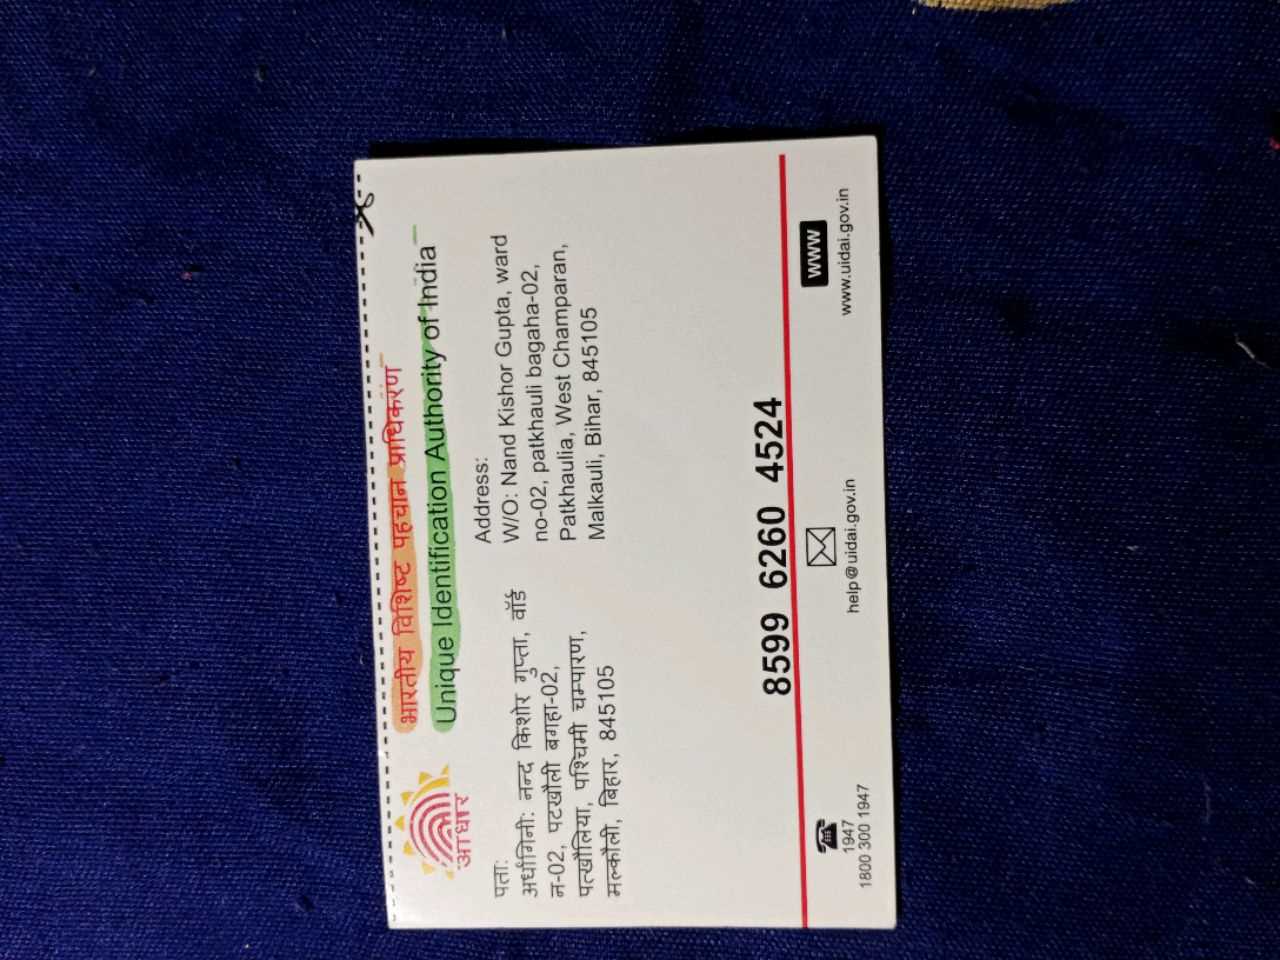 भारतीय विशिष्ट पहचान प्राधिकरण
Unique Identification Authority of India
आधार
पता:
अर्धांगिनी: नन्द किशोर गुप्ता, वॉर्ड
न-02, पटखौली बगहा-02,
पत्खौलिया, पश्चिमी चम्पारण,
मल्कौली, बिहार, 845105
Address:
W/O: Nand Kishor Gupta, ward
no-02, patkhauli bagaha-02,
Patkhaulia, West Champaran,
Malkauli, Bihar, 845105
8599 6260 4524
1947
1800 300 1947
help@uidai.gov.in
WWW
www.uidai.gov.in